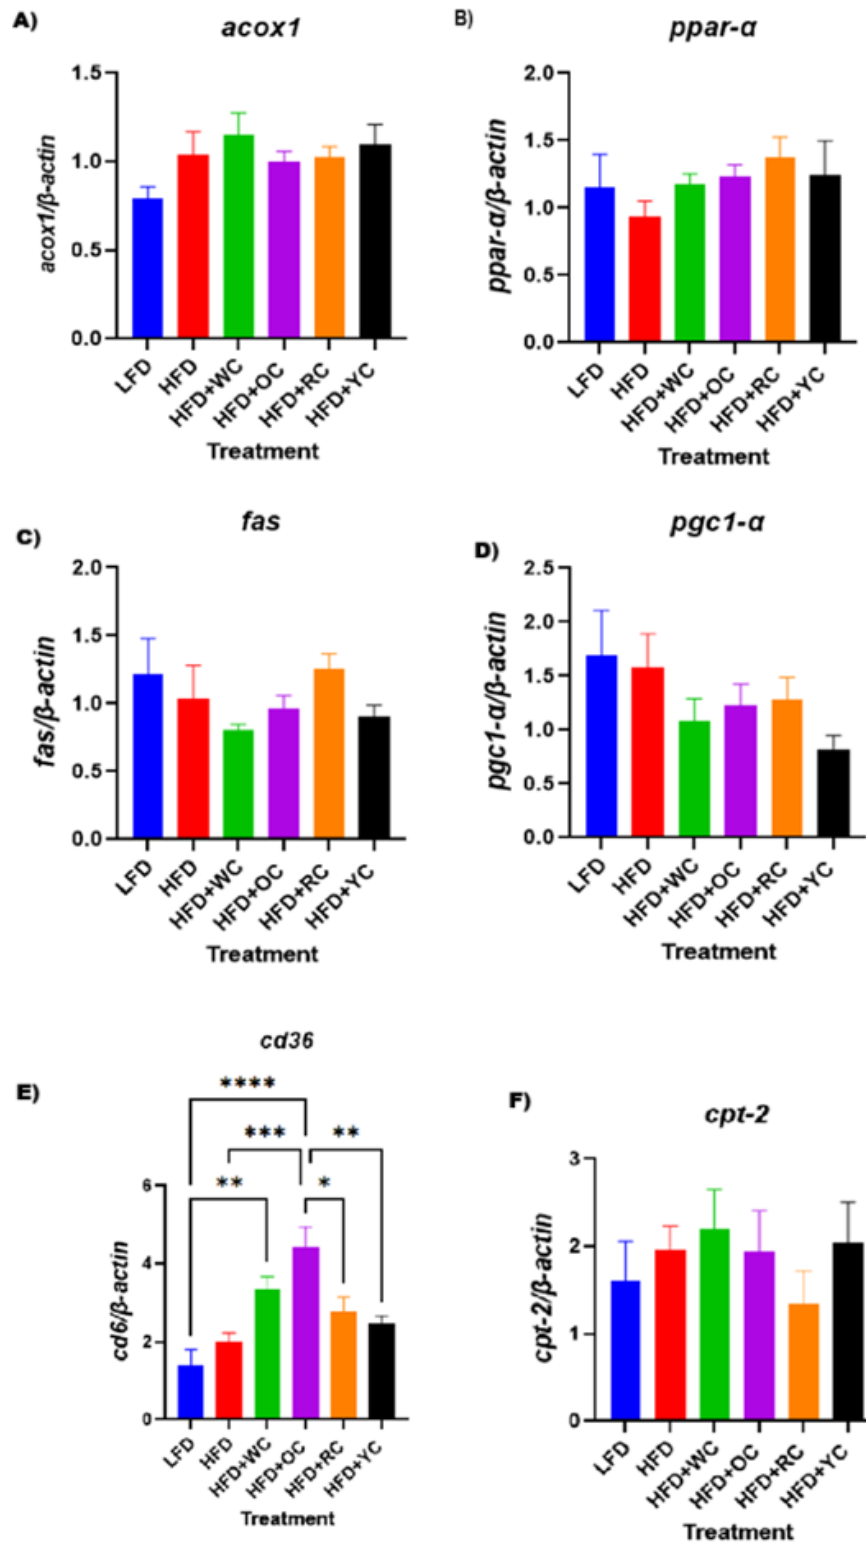 A)
acox1
acox1/β-actin
1.5
1.0
0.5
0.0
LFD
HFD
HFD+WC
HFD+OC
HFD+RC
HFD+YC
Treatment
B)
ppar-α
ppar-α/β-actin
2.0
1.5
1.0
0.5
0.0
LFD
HFD
HFD+WC
HFD+OC
HFD+RC
HFD+YC
Treatment
C)
fas
fas/β-actin
2.0
1.5
1.0
0.5
0.0
LFD
HFD
HFD+WC
HFD+OC
HFD+RC
HFD+YC
Treatment
D)
pgc1-α
pgc1-α/β-actin
2.5
2.0
1.5
1.0
0.5
0.0
LFD
HFD
HFD+WC
HFD+OC
HFD+RC
HFD+YC
Treatment
E)
cd36
****
***
**
**
*
cd6/β-actin
6
4
2
0
LFD
HFD
HFD+WC
HFD+OC
HFD+RC
HFD+YC
Treatment
F)
cpt-2
cpt-2/β-actin
3
2
1
0
LFD
HFD
HFD+WC
HFD+OC
HFD+RC
HFD+YC
Treatment